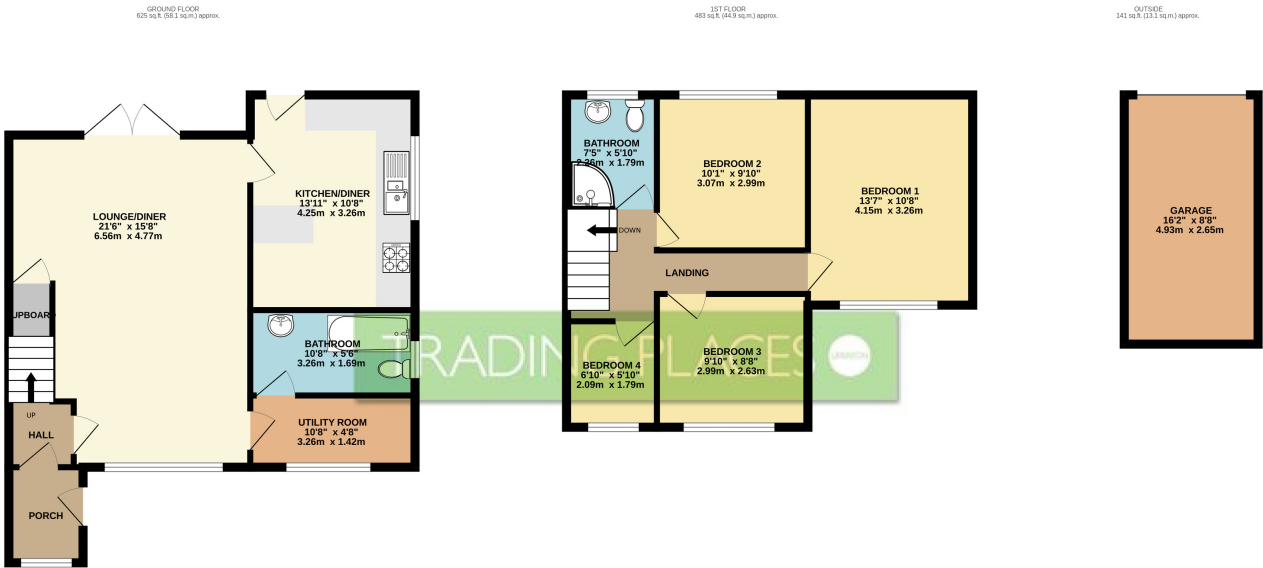 GROUND FLOOR
625 sq.ft. (58.1 sq.m.) approx.
1ST FLOOR
483 sq.ft. (44.9 sq.m.) approx.
OUTSIDE
141 sq.ft. (13.1 sq.m.) approx.
LOUNGE/DINER
21'6" x 15'8"
6.56m x 4.77m
KITCHEN/DINER
13'11" x 10'8"
4.25m x 3.26m
UPBOAR
BATHROOM
10'8" x 5'6"
3.26m x 1.69m
UP
HALL
UTILITY ROOM
10'8" x 4'8"
3.26m x 1.42m
PORCH
BATHROOM
7'5" x 5'10"
2.26m x 1.79m
BEDROOM 2
10'1" x 9'10"
3.07m x 2.99m
BEDROOM 1
13'7" x 10'8"
4.15m x 3.26m
DOWN
LANDING
BEDROOM 4
6'10" x 5'10"
2.09m x 1.79m
BEDROOM 3
9'10" x 8'8"
2.99m x 2.63m
GARAGE
16'2" x 8'8"
4.93m x 2.65m
TRADING PLACES